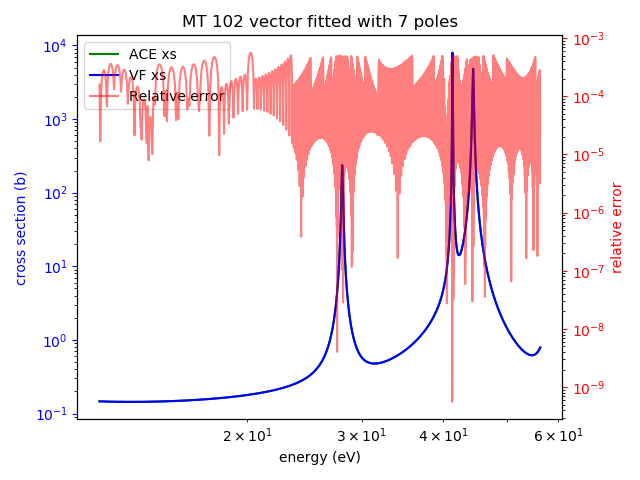 MT 102 vector fitted with 7 poles
ACE xs
VF xs
Relative error
cross section (b)
10^4
10^3
10^2
10^1
10^0
10^-1
10^-3
10^-4
10^-5
10^-6
10^-7
10^-8
10^-9
relative error
2 × 10^1
3 × 10^1
4 × 10^1
6 × 10^1
energy (eV)